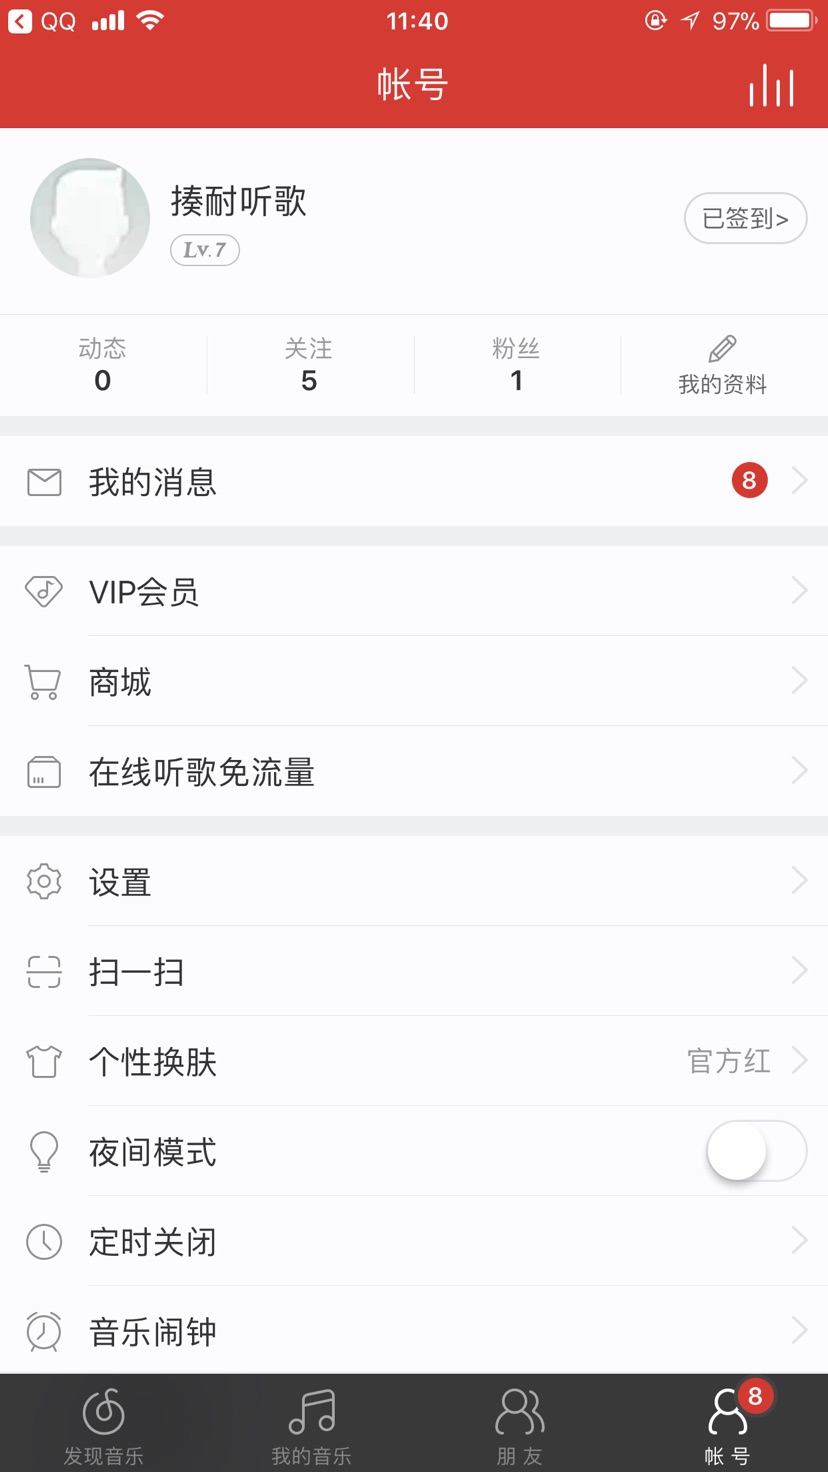 QQ 11:40 97%
帐号
揍耐听歌
Lv.7
已签到>
动态 关注 粉丝
0 5 1 我的资料
我的消息 8
VIP会员
商城
在线听歌免流量
设置
扫一扫
个性换肤 官方红
夜间模式
定时关闭
音乐闹钟
8
发现音乐 我的音乐 朋友 帐号